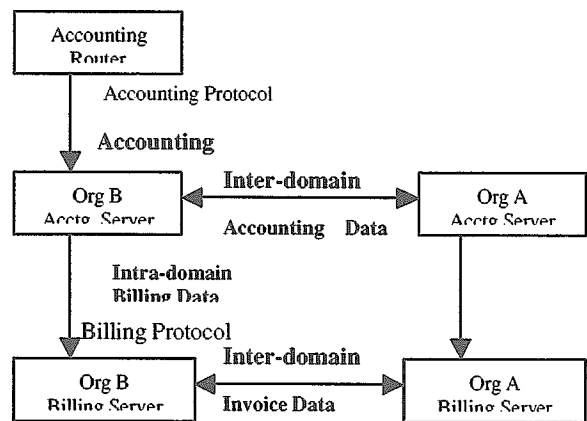 Accounting
Router
Accounting Protocol
Accounting
Inter-domain
Org B
Acctg. Server
Org A
Acctg Server
Accounting Data
Intra-domain
Billing Data
Billing Protocol
Inter-domain
Org B
Billing Server
Org A
Billing Server
Invoice Data